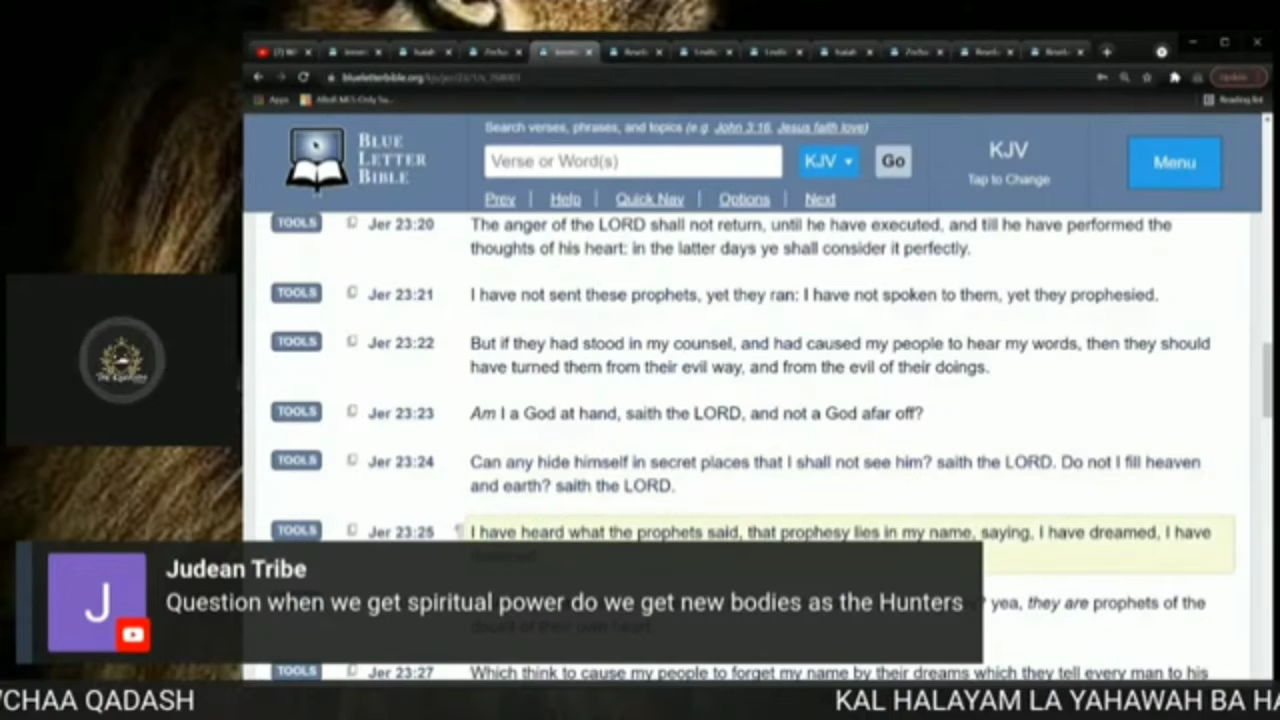 blueletterbible.org
Apps
Reading list
Update
BLUE
LETTER
BIBLE
Search verses, phrases, and topics (e.g. John 3:16, Jesus faith love)
Verse or Word(s)
KJV
Go
KJV
Tap to Change
Menu
Prev | Help | Quick Nav | Options | Next
TOOLS Jer 23:20 The anger of the LORD shall not return, until he have executed, and till he have performed the
thoughts of his heart: in the latter days ye shall consider it perfectly.
TOOLS Jer 23:21 I have not sent these prophets, yet they ran: I have not spoken to them, yet they prophesied.
TOOLS Jer 23:22 But if they had stood in my counsel, and had caused my people to hear my words, then they should
have turned them from their evil way, and from the evil of their doings.
TOOLS Jer 23:23 Am I a God at hand, saith the LORD, and not a God afar off?
TOOLS Jer 23:24 Can any hide himself in secret places that I shall not see him? saith the LORD. Do not I fill heaven
and earth? saith the LORD.
TOOLS Jer 23:25 I have heard what the prophets said, that prophesy lies in my name, saying, I have dreamed, I have
dreamed.
J
Judean Tribe
Question when we get spiritual power do we get new bodies as the Hunters
yea, they are prophets of the
deceit of their own heart;
TOOLS Jer 23:27 Which think to cause my people to forget my name by their dreams which they tell every man to his
CHAA QADASH
KAL HALAYAM LA YAHAWAH BA HA